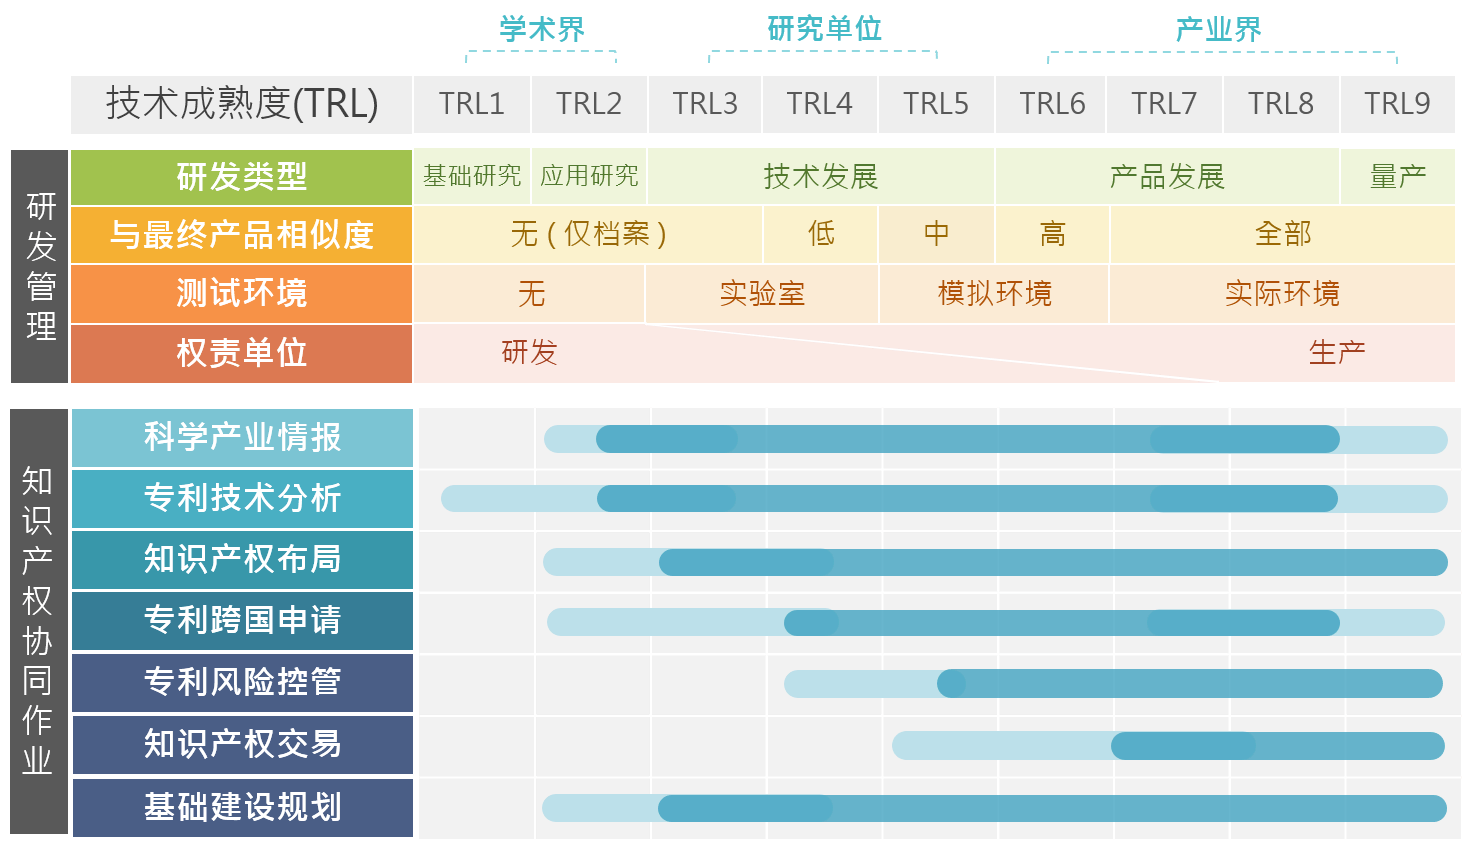 学术界 研究单位 产业界
技术成熟度(TRL) TRL1 TRL2 TRL3 TRL4 TRL5 TRL6 TRL7 TRL8 TRL9
研发管理
研发类型 基础研究 应用研究 技术发展 产品发展 量产
与最终产品相似度 无(仅档案) 低 中 高 全部
测试环境 无 实验室 模拟环境 实际环境
权责单位 研发 生产
知识产权协同作业
科学产业情报
专利技术分析
知识产权布局
专利跨国申请
专利风险控管
知识产权交易
基础建设规划